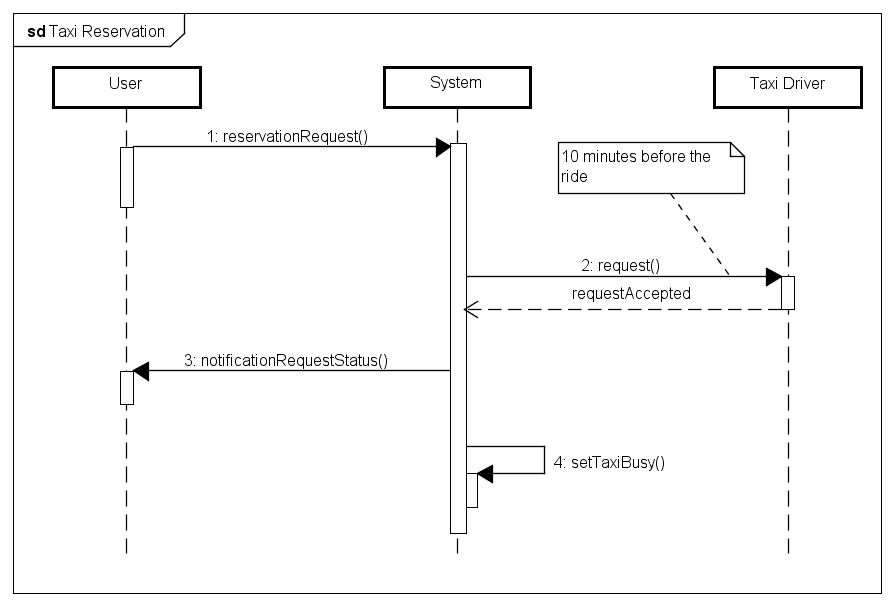 sd Taxi Reservation
User
System
Taxi Driver
1: reservationRequest()
10 minutes before the
ride
2: request()
requestAccepted
3: notificationRequestStatus()
4: setTaxiBusy()